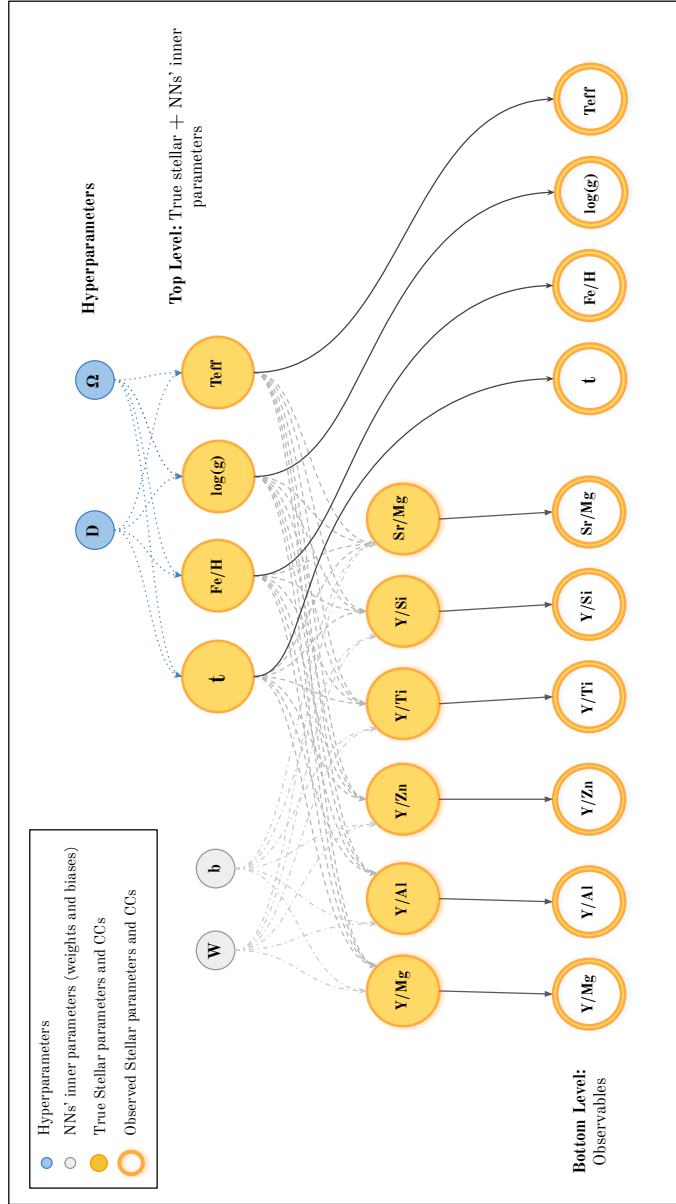 Hyperparameters
NNs' inner parameters (weights and biases)
True Stellar parameters and CCs
Observed Stellar parameters and CCs
D
Ω
Hyperparameters
W
b
t
Fe/H
log(g)
Teff
Top Level: True stellar + NNs' inner
parameters
Y/Mg
Y/Al
Y/Zn
Y/Ti
Y/Si
Sr/Mg
Bottom Level:
Observables
Y/Mg
Y/Al
Y/Zn
Y/Ti
Y/Si
Sr/Mg
t
Fe/H
log(g)
Teff